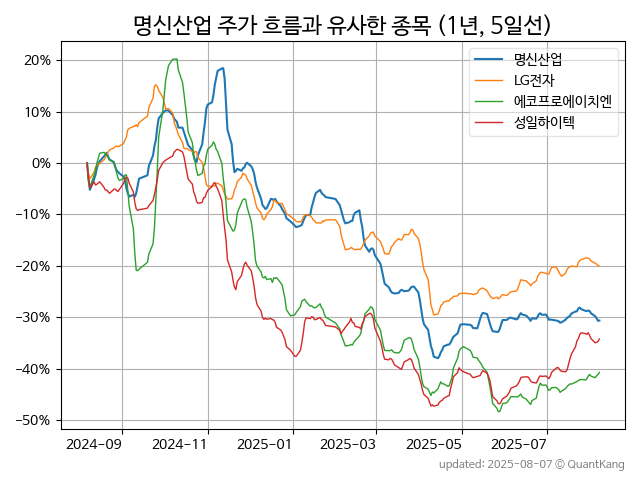 명신산업 주가 흐름과 유사한 종목 (1년, 5일선)
명신산업
LG전자
에코프로에이치엔
성일하이텍
20%
10%
0%
−10%
−20%
−30%
−40%
−50%
2024-09 2024-11 2025-01 2025-03 2025-05 2025-07
updated: 2025-08-07 © QuantKang